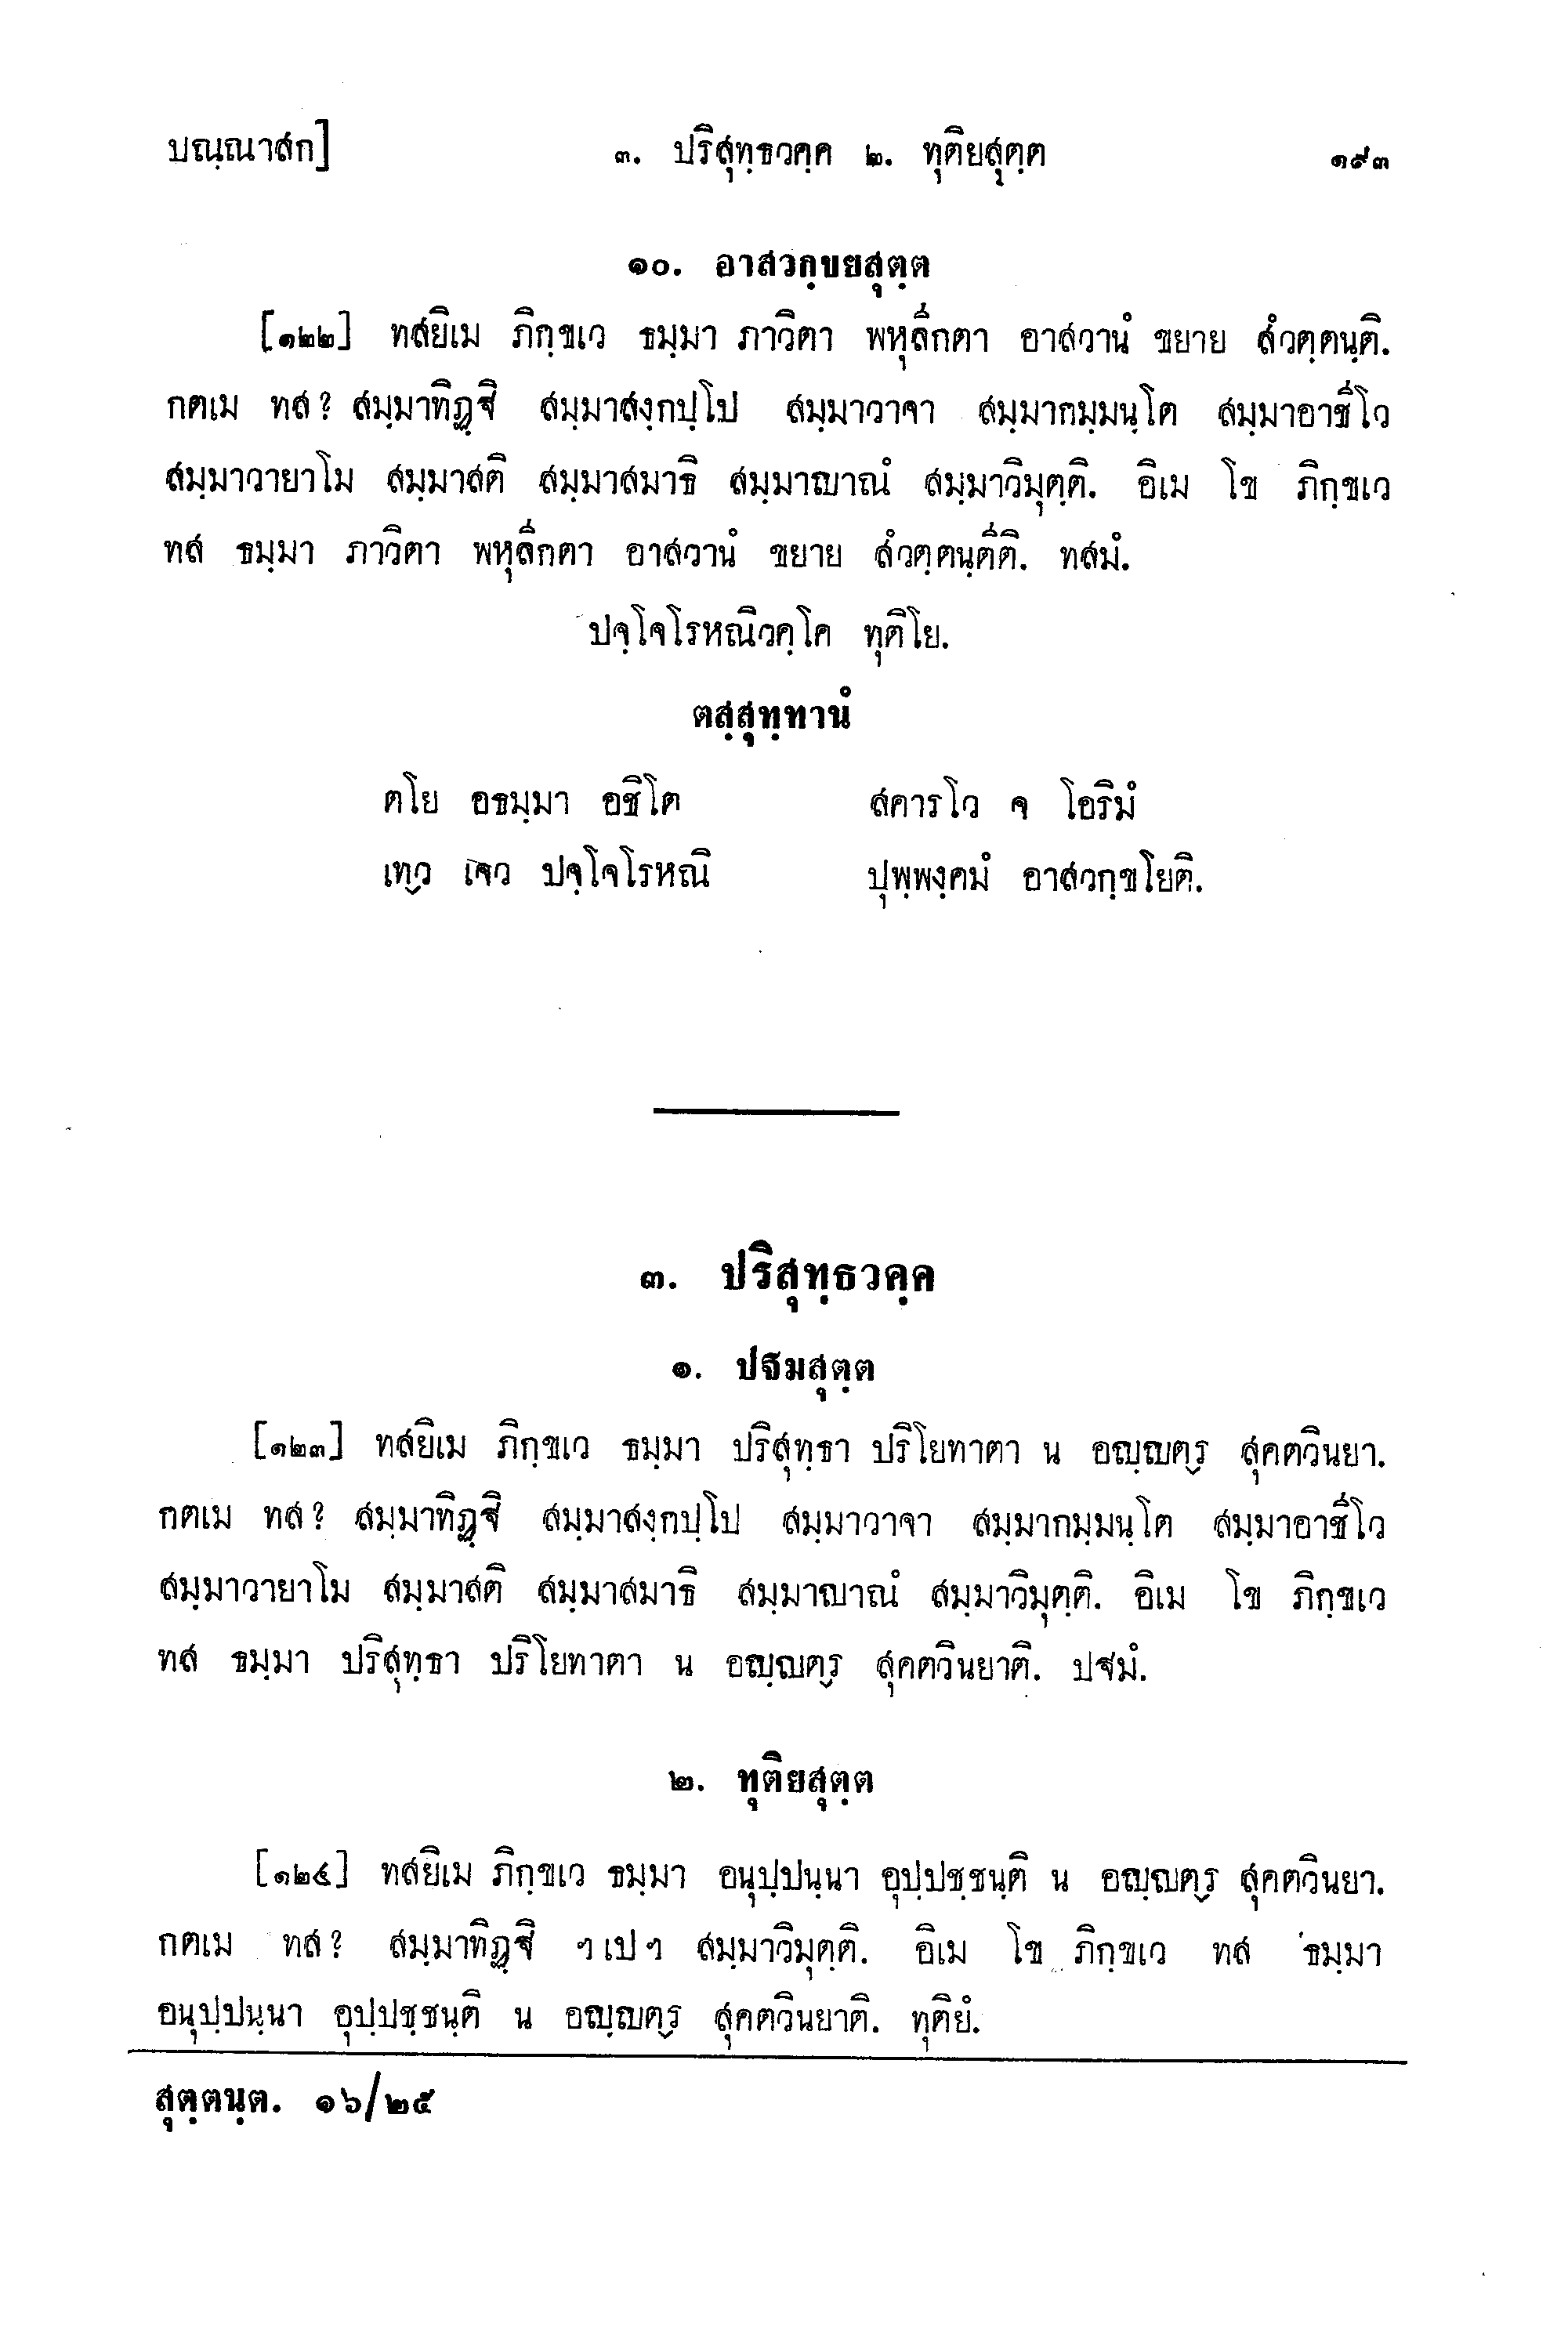 ปณฺณาสก]  ๓. ปริสุทฺธวคฺค ๒. ทุติยสุตฺต  ๑๙๓
๑๐. อาสวกฺขยสุตฺต
[๑๒๒] ทสยิเม ภิกฺขเว ธมฺมา ภาวิตา พหุลีกตา อาสวานํ ขยาย สํวตฺตนฺติ.
กตเม ทส? สมฺมาทิฏฺฐิ สมฺมาสงฺกปฺโป สมฺมาวาจา สมฺมากมฺมนฺโต สมฺมาอาชีโว
สมฺมาวายาโม สมฺมาสติ สมฺมาสมาธิ สมฺมาญาณํ สมฺมาวิมุตฺติ. อิเม โข ภิกฺขเว
ทส ธมฺมา ภาวิตา พหุลีกตา อาสวานํ ขยาย สํวตฺตนฺตีติ. ทสมํ.
ปจฺโจโรหณิวคฺโค ทุติโย.
ตสฺสุทฺทานํ
ตโย อธมฺมา อชิโต  สคารโว จ โอริมํ
เทฺว เจว ปจฺโจโรหณิ  ปุพฺพงฺคมํ อาสวกฺขโยติ.
๓. ปริสุทฺธวคฺค
๑. ปฐมสุตฺต
[๑๒๓] ทสยิเม ภิกฺขเว ธมฺมา ปริสุทฺธา ปริโยทาตา น อญฺญตฺร สุคตวินยา.
กตเม ทส? สมฺมาทิฏฺฐิ สมฺมาสงฺกปฺโป สมฺมาวาจา สมฺมากมฺมนฺโต สมฺมาอาชีโว
สมฺมาวายาโม สมฺมาสติ สมฺมาสมาธิ สมฺมาญาณํ สมฺมาวิมุตฺติ. อิเม โข ภิกฺขเว
ทส ธมฺมา ปริสุทฺธา ปริโยทาตา น อญฺญตฺร สุคตวินยาติ. ปฐมํ.
๒. ทุติยสุตฺต
[๑๒๔] ทสยิเม ภิกฺขเว ธมฺมา อนุปฺปนฺนา อุปฺปชฺชนฺติ น อญฺญตฺร สุคตวินยา.
กตเม ทส? สมฺมาทิฏฺฐิ ฯเปฯ สมฺมาวิมุตฺติ. อิเม โข ภิกฺขเว ทส ธมฺมา
อนุปฺปนฺนา อุปฺปชฺชนฺติ น อญฺญตฺร สุคตวินยาติ. ทุติยํ.
สุตฺตนฺต. ๑๖/๒๕